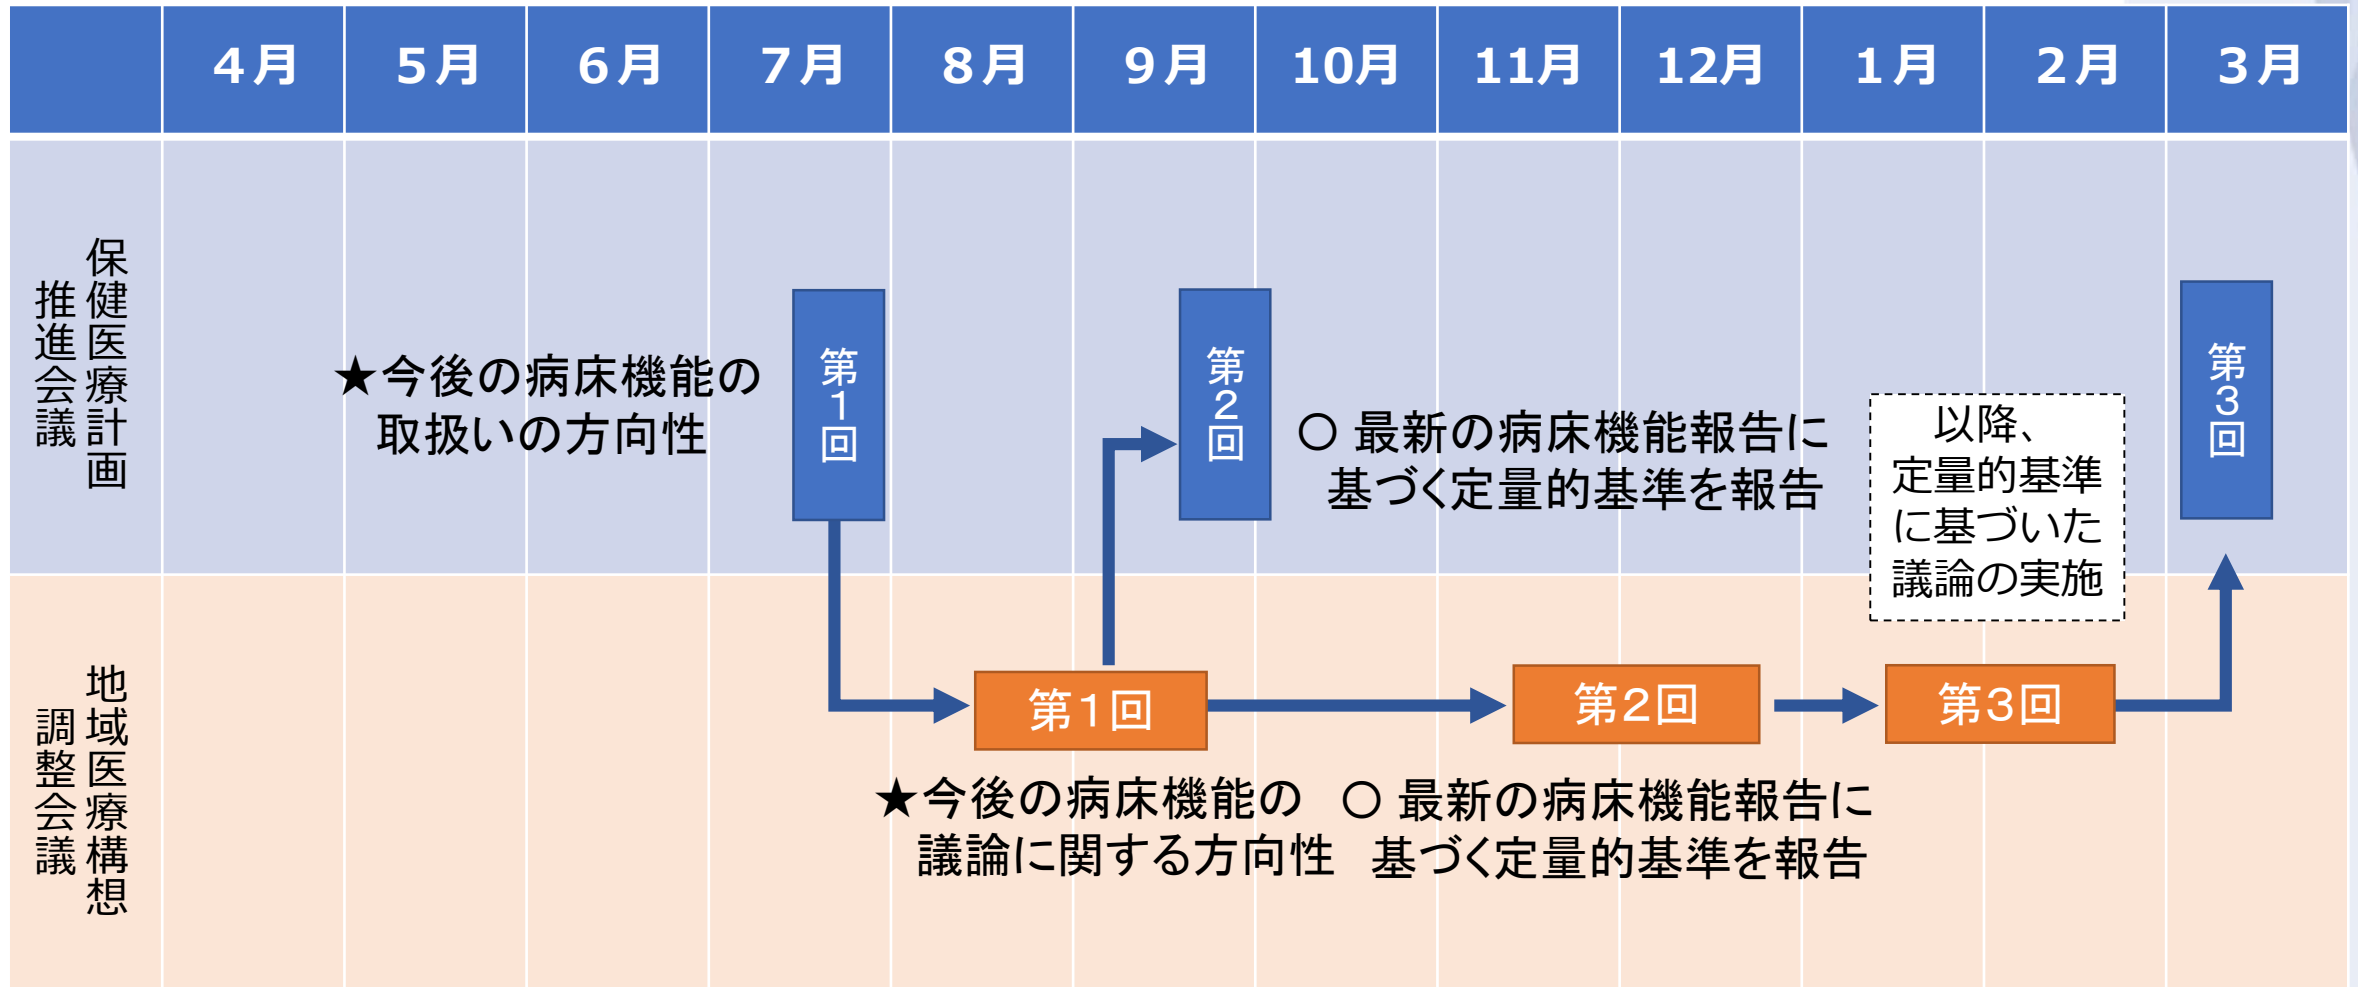 ４月
５月
６月
７月
８月
９月
10月
11月
12月
１月
２月
３月
保健医療計画
推進会議
★今後の病床機能の
取扱いの方向性
第１回
第２回
○ 最新の病床機能報告に
基づく定量的基準を報告
以降、
定量的基準
に基づいた
議論の実施
第３回
地域医療構想
調整会議
第１回
第２回
第３回
★今後の病床機能の
議論に関する方向性
○ 最新の病床機能報告に
基づく定量的基準を報告